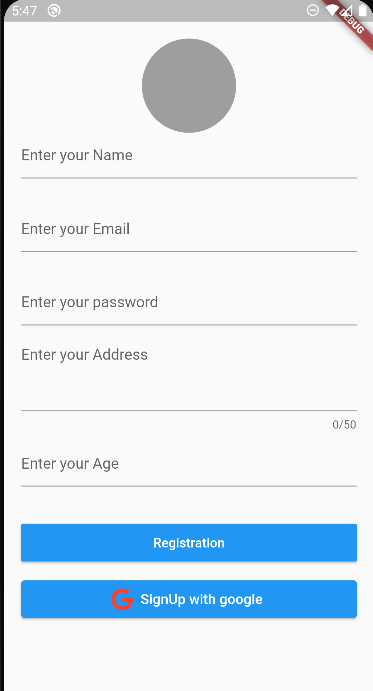 5:47
DEBUG
Enter your Name
Enter your Email
Enter your password
Enter your Address
0/50
Enter your Age
Registration
G SignUp with google